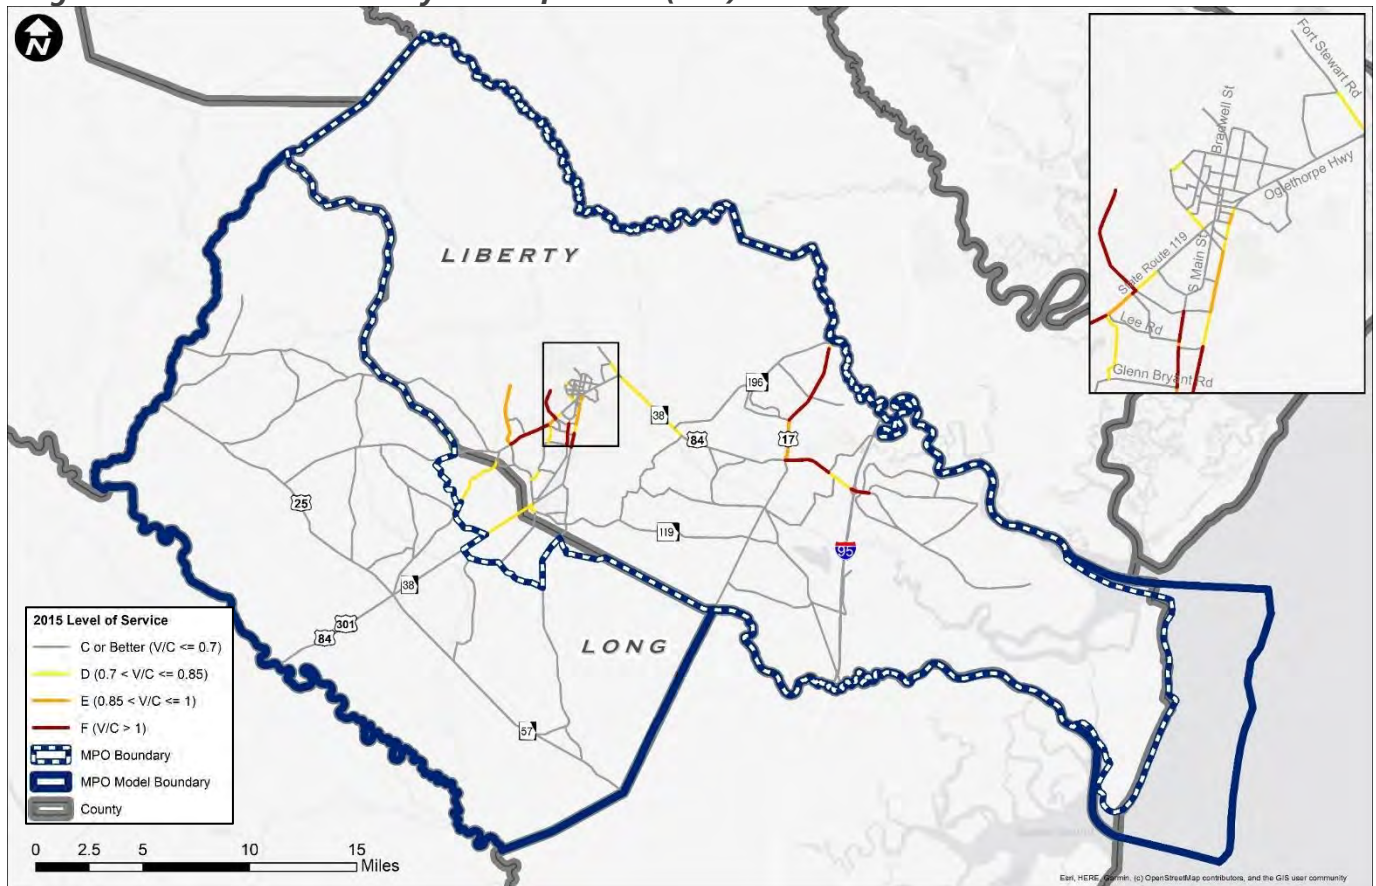 N
Fort Stewart Rd
Bradwell St
Oglethorpe Hwy
State Route 119
S Main St
Lee Rd
Glenn Bryant Rd
LIBERTY
196
38
84
17
25
119
95
38
301
84
LONG
57
2015 Level of Service
C or Better (V/C <= 0.7)
D (0.7 < V/C <= 0.85)
E (0.85 < V/C <= 1)
F (V/C > 1)
MPO Boundary
MPO Model Boundary
County
0 2.5 5 10 15
Miles
Esri, HERE, Garmin, (c) OpenStreetMap contributors, and the GIS user community